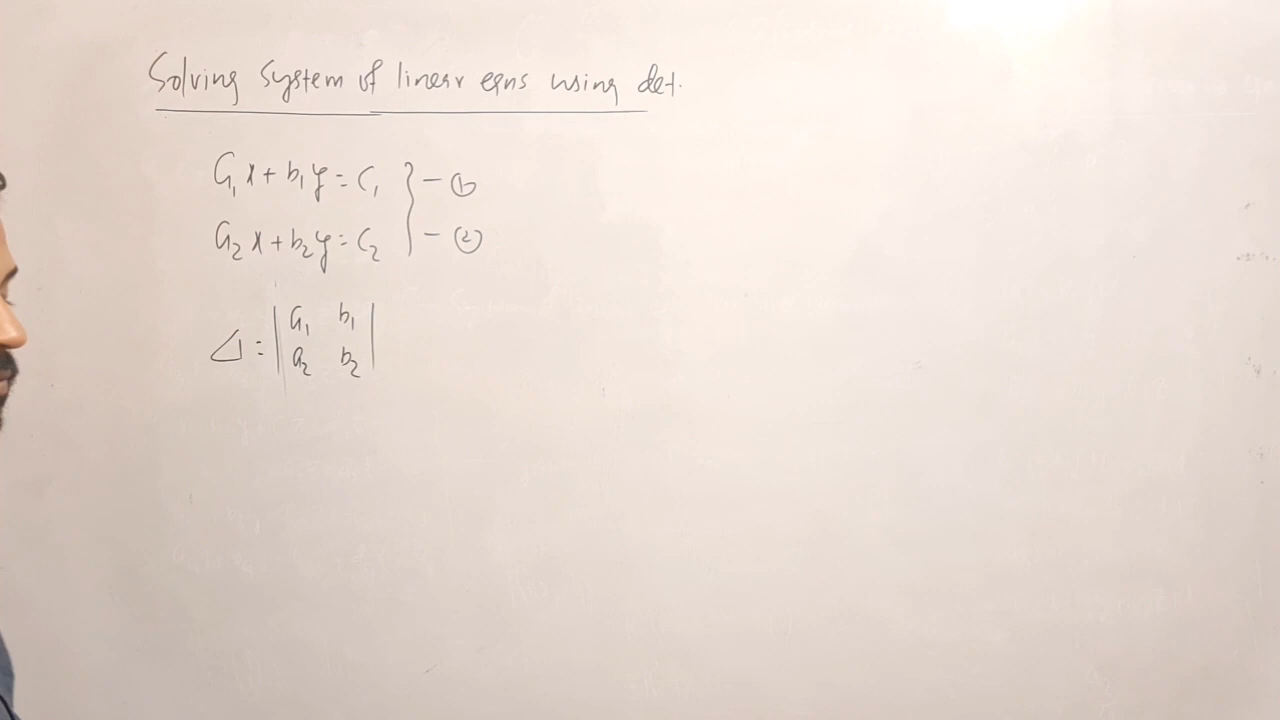 Solving System of linear eqns using det.
a₁x + b₁y = c₁ } - ①
a₂x + b₂y = c₂ } - ②
Δ = | a₁ b₁ |
| a₂ b₂ |